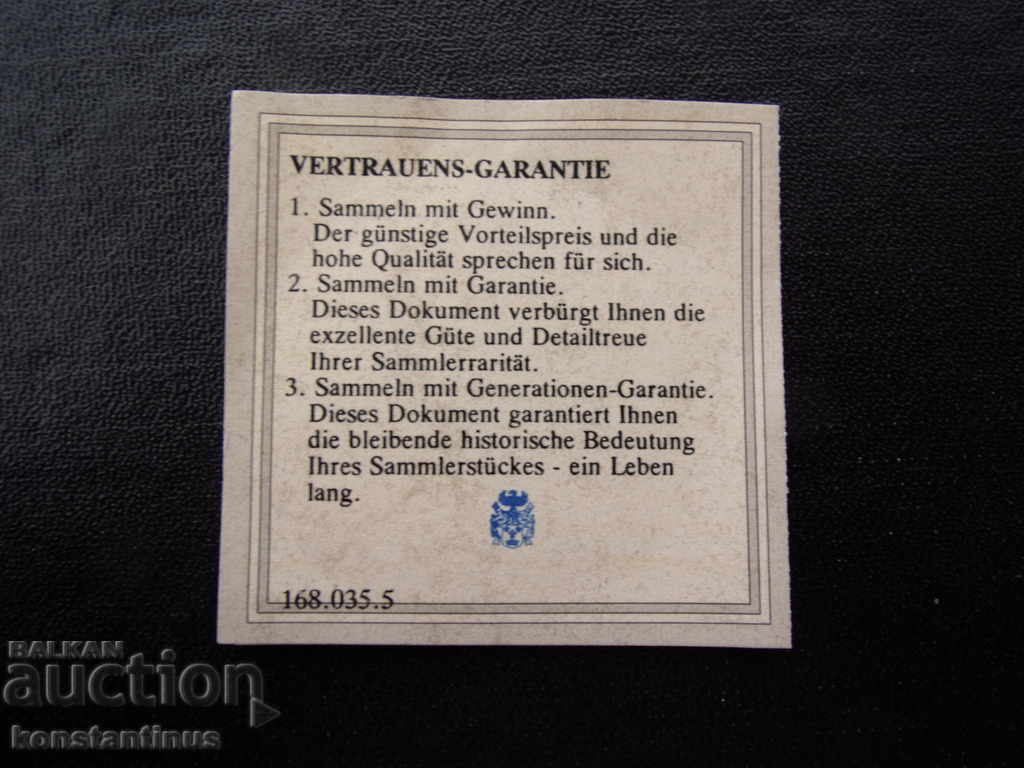 VERTRAUENS-GARANTIE
1. Sammeln mit Gewinn.
Der günstige Vorteilspreis und die
hohe Qualität sprechen für sich.
2. Sammeln mit Garantie.
Dieses Dokument verbürgt Ihnen die
exzellente Güte und Detailtreue
Ihrer Sammlerrarität.
3. Sammeln mit Generationen-Garantie.
Dieses Dokument garantiert Ihnen
die bleibende historische Bedeutung
Ihres Sammlerstückes - ein Leben
lang.
168.035.5
BALKAN
auction
konstantinus